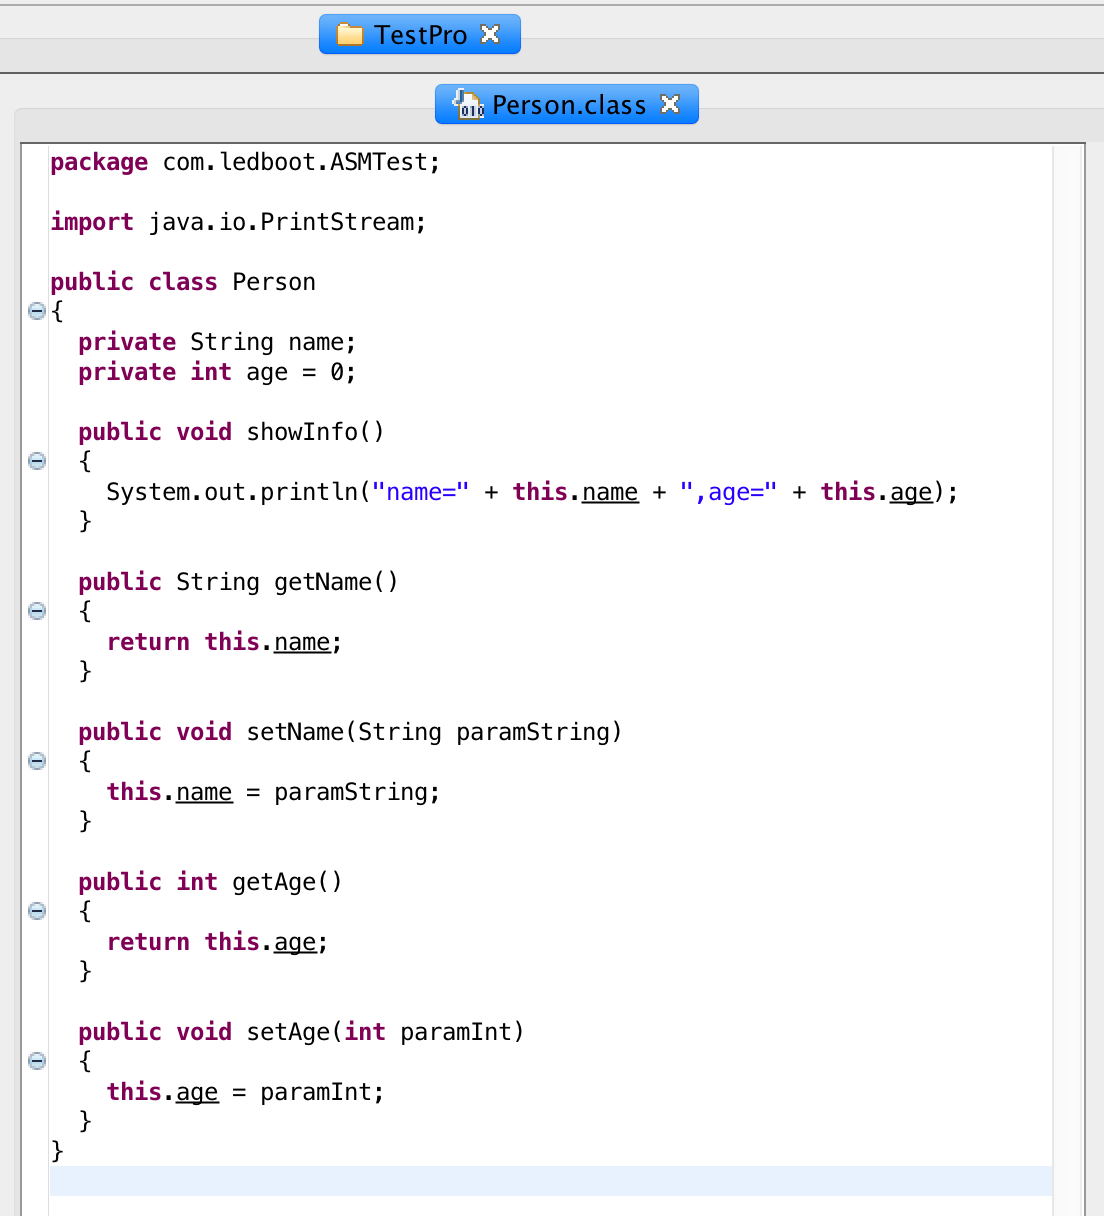 TestPro
Person.class
package com.ledboot.ASMTest;
import java.io.PrintStream;
public class Person
{
private String name;
private int age = 0;
public void showInfo()
{
System.out.println("name=" + this.name + ",age=" + this.age);
}
public String getName()
{
return this.name;
}
public void setName(String paramString)
{
this.name = paramString;
}
public int getAge()
{
return this.age;
}
public void setAge(int paramInt)
{
this.age = paramInt;
}
}